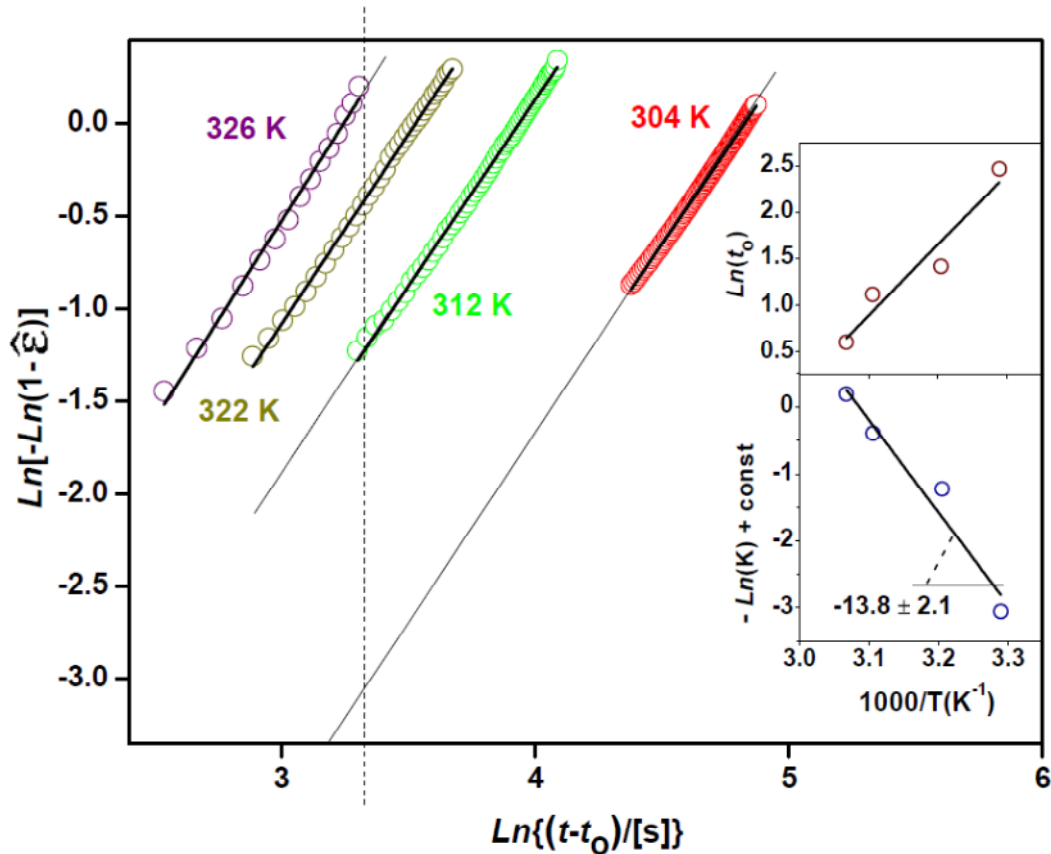 326 K
322 K
312 K
304 K
0.0
-0.5
-1.0
-1.5
-2.0
-2.5
-3.0
Ln[-Ln(1-ε̂)]
3
4
5
6
Ln{(t-t₀)/[s]}
2.5
2.0
1.5
1.0
0.5
Ln(t₀)
0
-1
-2
-3
- Ln(K) + const
-13.8 ± 2.1
3.0
3.1
3.2
3.3
1000/T(K⁻¹)